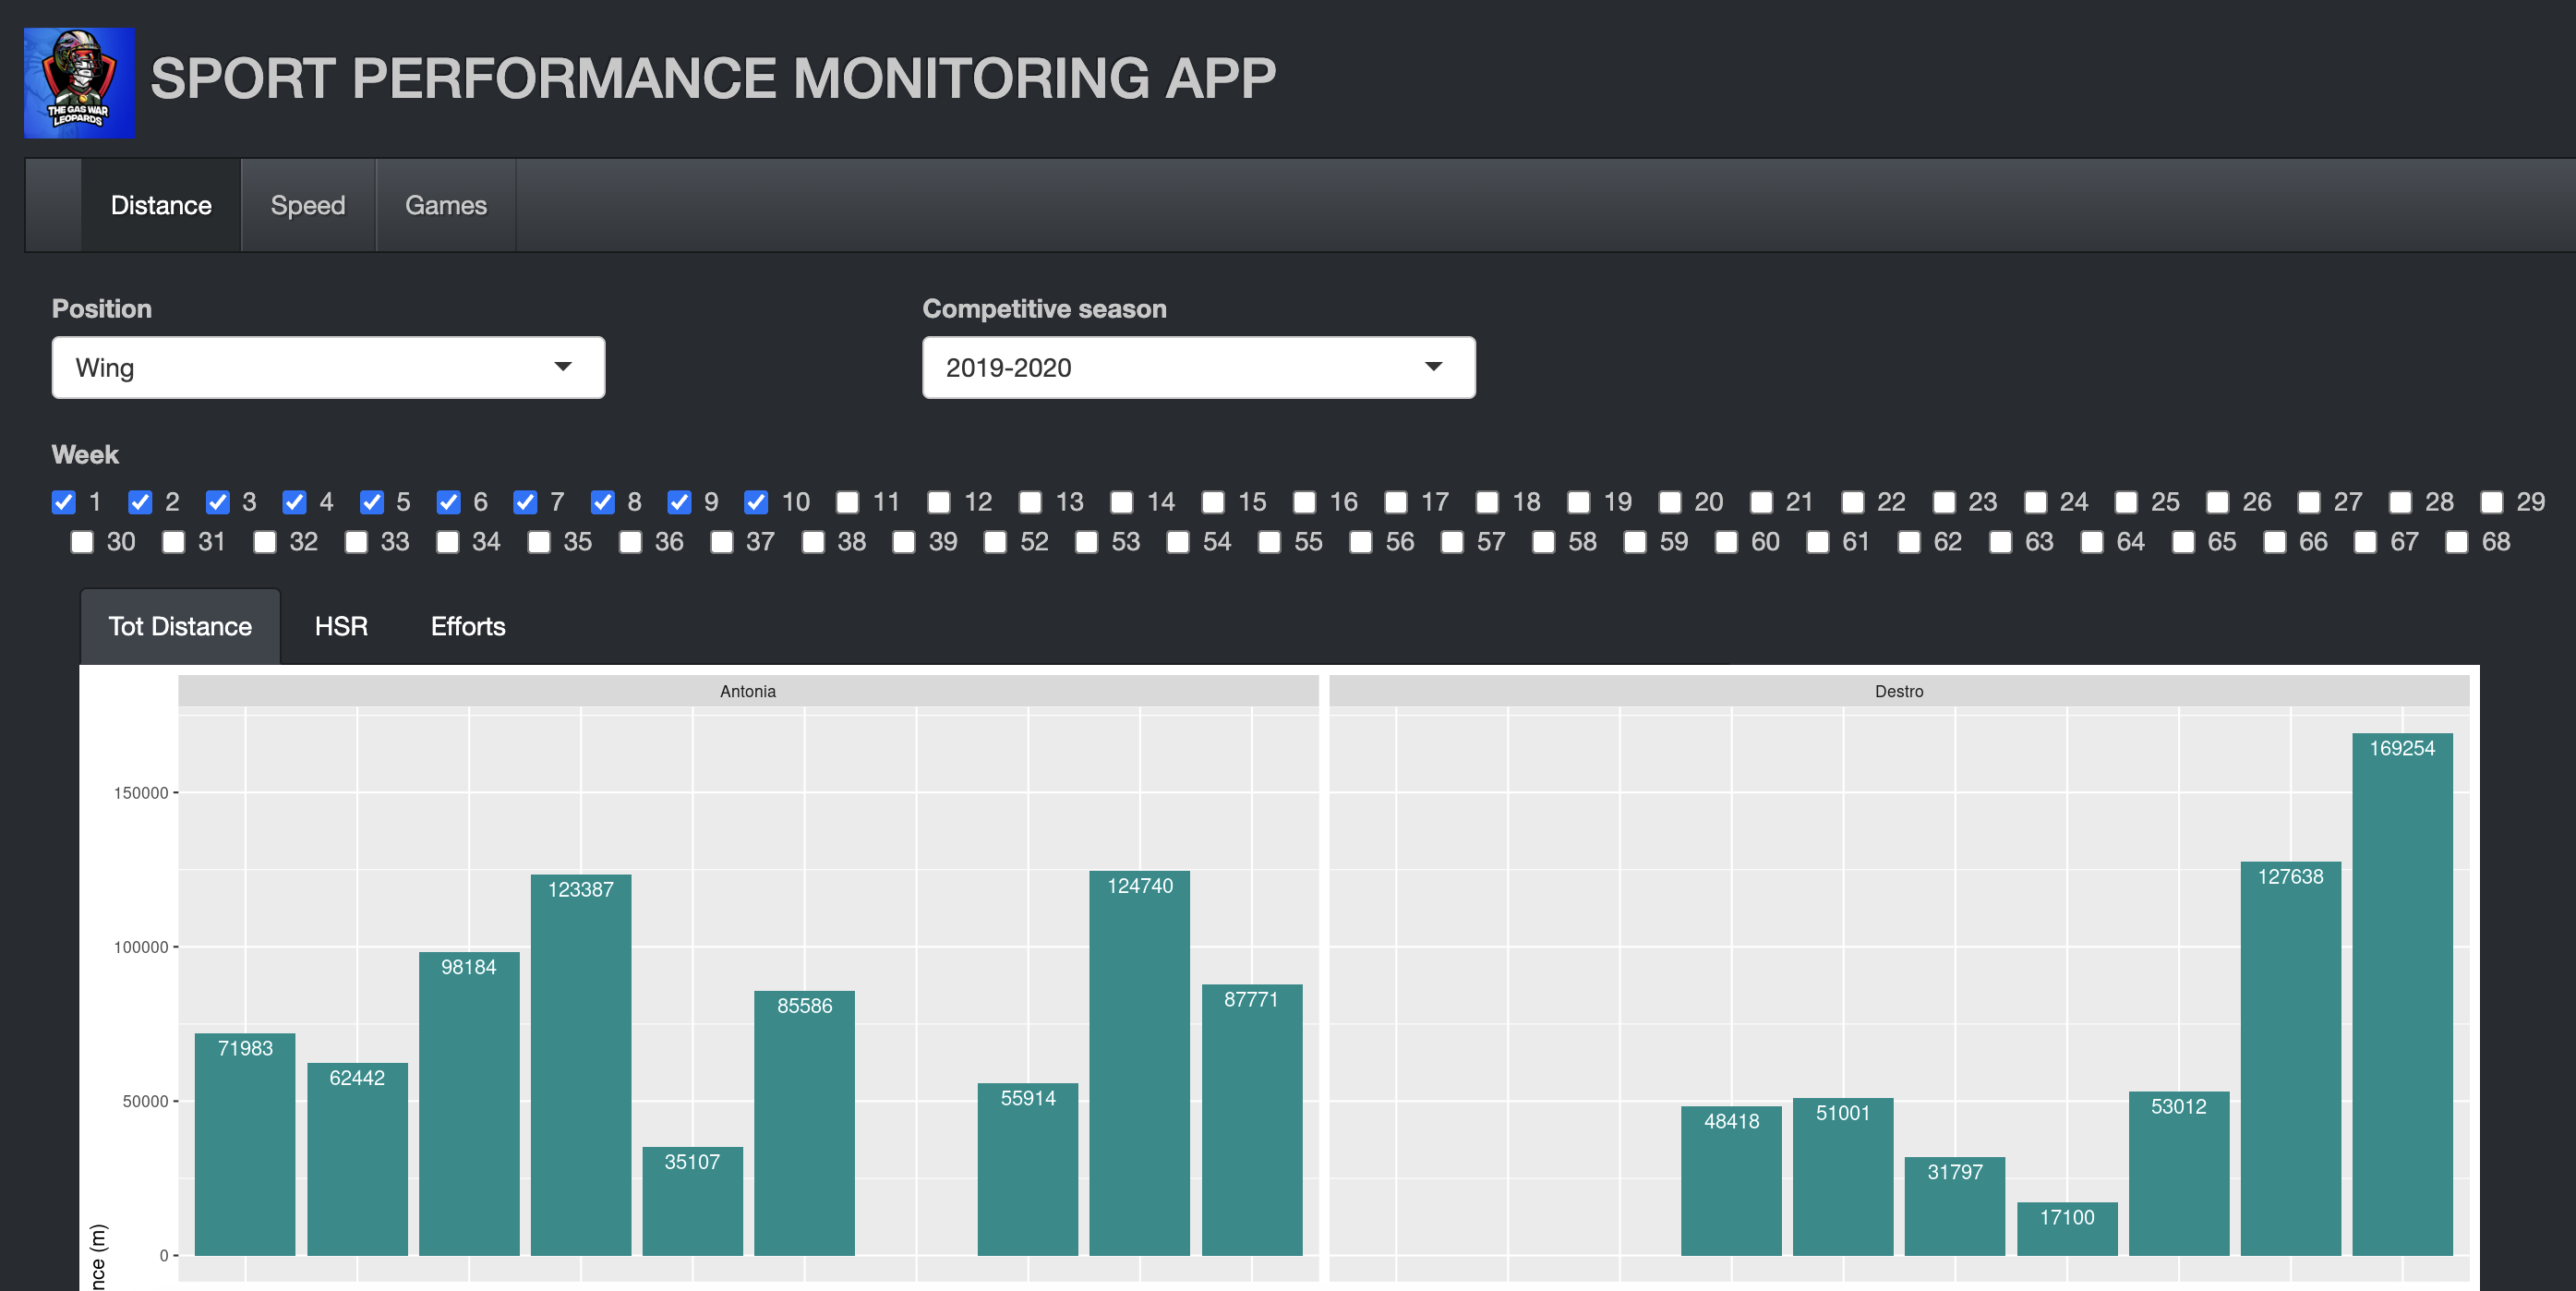 THE GAS WAR
LEOPARDS
SPORT PERFORMANCE MONITORING APP
Distance Speed Games
Position Competitive season
Wing 2019-2020
Week
1 2 3 4 5 6 7 8 9 10 11 12 13 14 15 16 17 18 19 20 21 22 23 24 25 26 27 28 29
30 31 32 33 34 35 36 37 38 39 52 53 54 55 56 57 58 59 60 61 62 63 64 65 66 67 68
Tot Distance HSR Efforts
Antonia Destro
169254
150000
127638
123387 124740
100000
98184
85586 87771
71983
62442
50000
55914 48418 51001 53012
35107 31797
17100
0
nce (m)